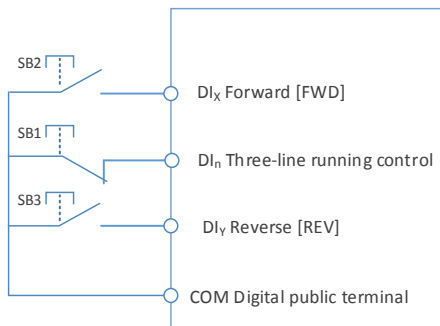 SB2
DIX Forward [FWD]
SB1
DIn Three-line running control
SB3
DIY Reverse [REV]
COM Digital public terminal